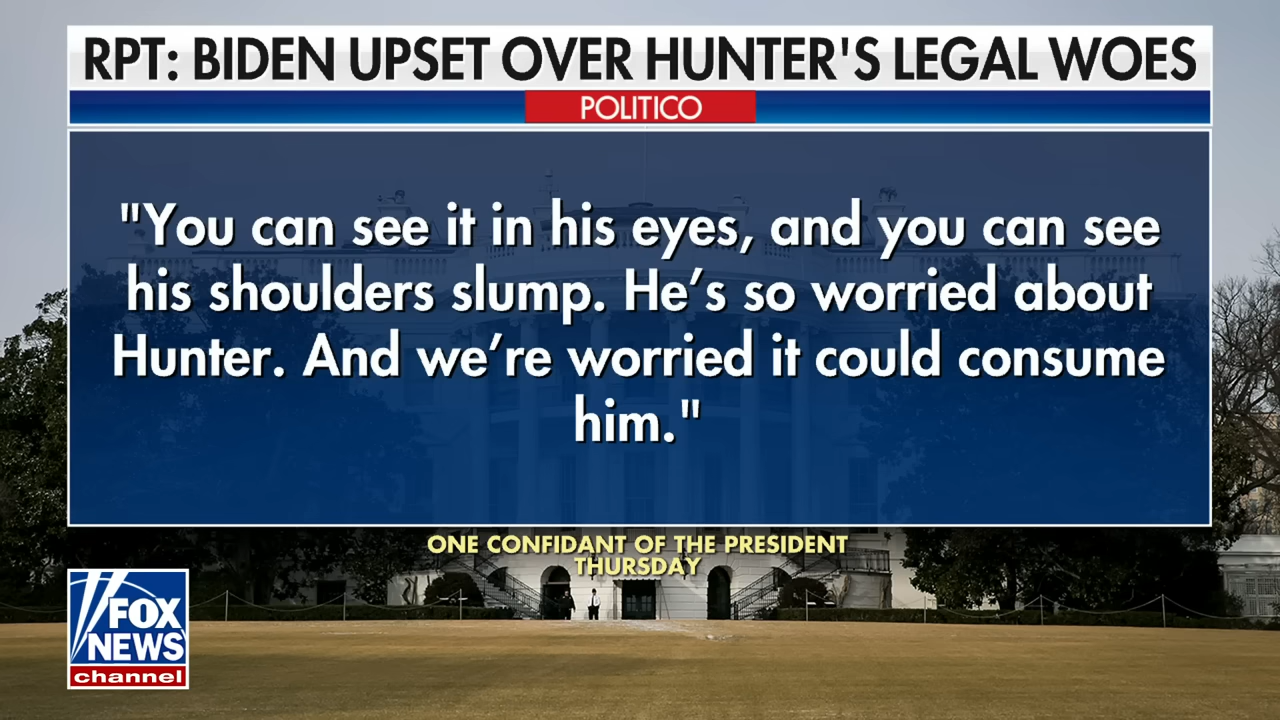 RPT: BIDEN UPSET OVER HUNTER'S LEGAL WOES
POLITICO
"You can see it in his eyes, and you can see
his shoulders slump. He’s so worried about
Hunter. And we’re worried it could consume
him."
ONE CONFIDANT OF THE PRESIDENT
THURSDAY
FOX
NEWS
channel